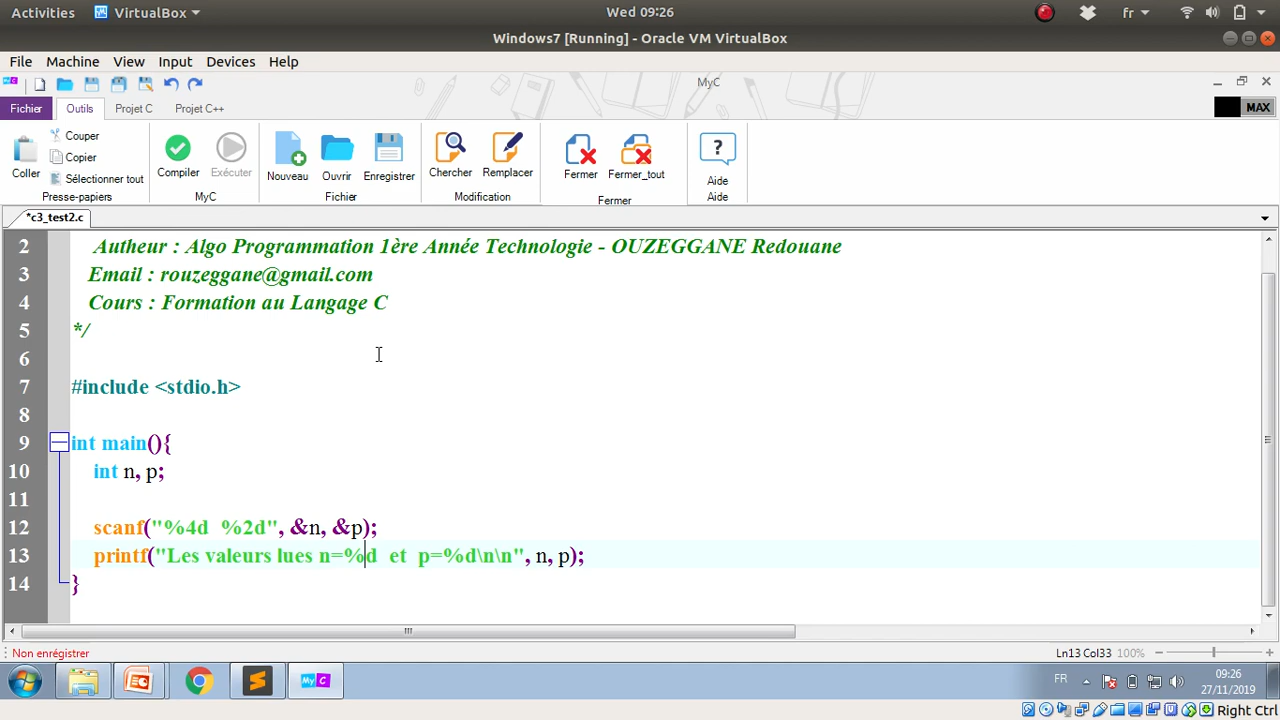 Activities VirtualBox Wed 09:26 fr
Windows7 [Running] - Oracle VM VirtualBox
File Machine View Input Devices Help
MyC
Fichier Outils Projet C Projet C++ MAX
Coller Couper Copier Sélectionner tout
Compiler Exécuter
Nouveau Ouvrir Enregistrer
Chercher Remplacer
Fermer Fermer_tout
? Aide
Presse-papiers MyC Fichier Modification Fermer Aide
*c3_test2.c
2 Autheur : Algo Programmation 1ère Année Technologie - OUZEGGANE Redouane
3 Email : rouzeggane@gmail.com
4 Cours : Formation au Langage C
5 */
6
7 #include <stdio.h>
8
9 int main(){
10 int n, p;
11
12 scanf("%4d  %2d", &n, &p);
13 printf("Les valeurs lues n=%d  et  p=%d\n\n", n, p);
14 }
Non enrégistrer Ln13 Col33 100%
MyC FR 09:26
27/11/2019
Right Ctrl